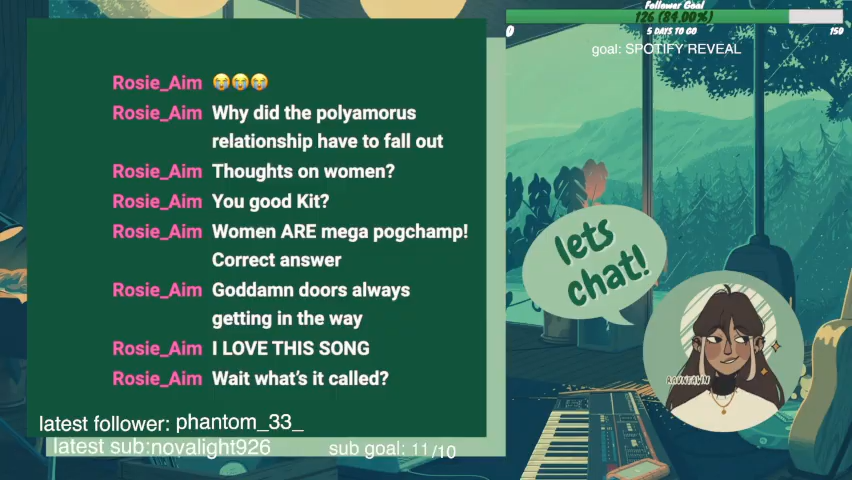 Follower Goal
126 (84.00%)
0
5 DAYS TO GO
150
goal: SPOTIFY REVEAL
Rosie_Aim 😭😭😭
Rosie_Aim Why did the polyamorus
relationship have to fall out
Rosie_Aim Thoughts on women?
Rosie_Aim You good Kit?
Rosie_Aim Women ARE mega pogchamp!
Correct answer
Rosie_Aim Goddamn doors always
getting in the way
Rosie_Aim I LOVE THIS SONG
Rosie_Aim Wait what's it called?
lets
chat!
latest follower: phantom_33_
latest sub:novalight926
sub goal: 11/10